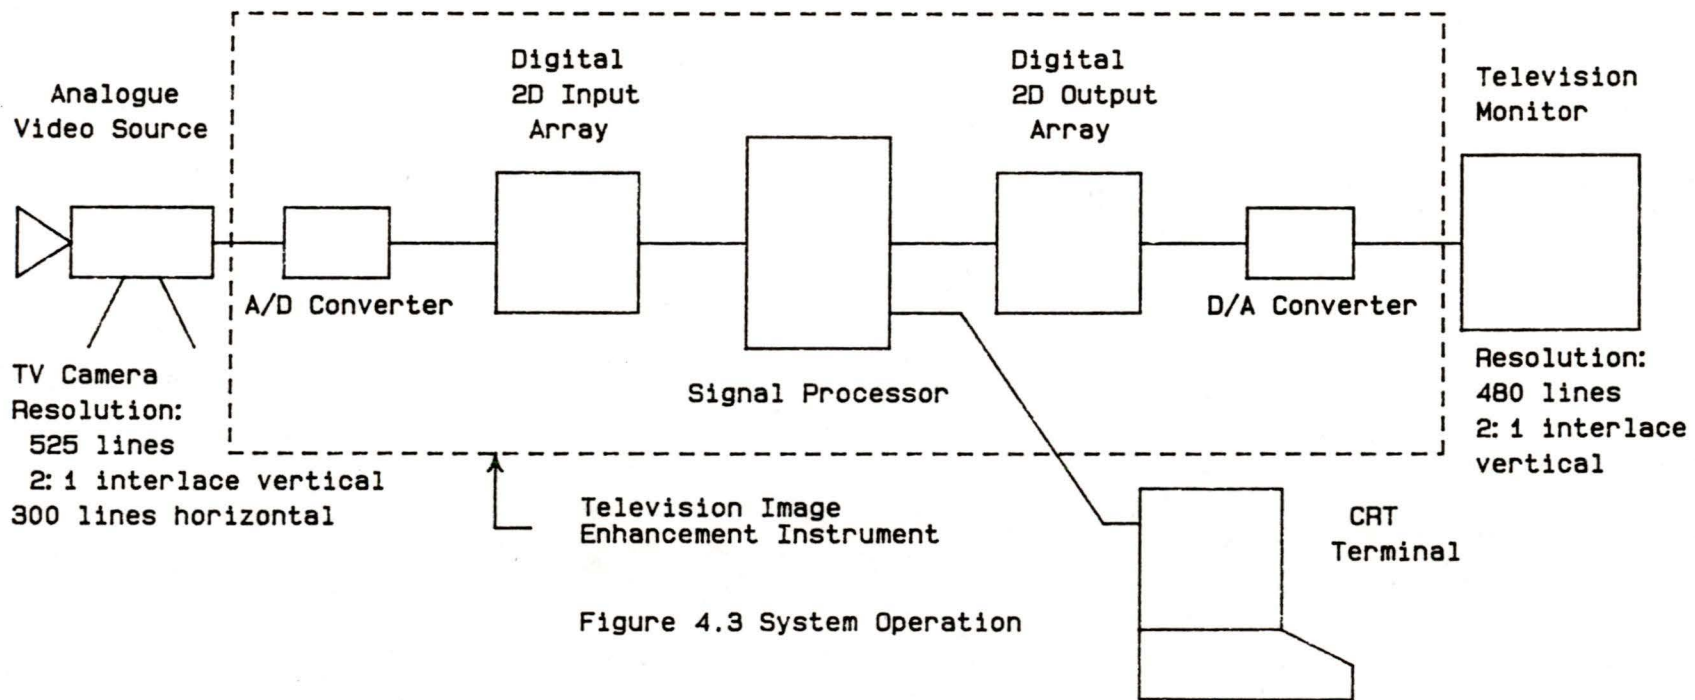 Analogue
Video Source
Digital
2D Input
Array
Digital
2D Output
Array
Television
Monitor
A/D Converter
D/A Converter
Signal Processor
TV Camera
Resolution:
525 lines
2:1 interlace vertical
300 lines horizontal
Resolution:
480 lines
2:1 interlace
vertical
Television Image
Enhancement Instrument
CRT
Terminal
Figure 4.3 System Operation